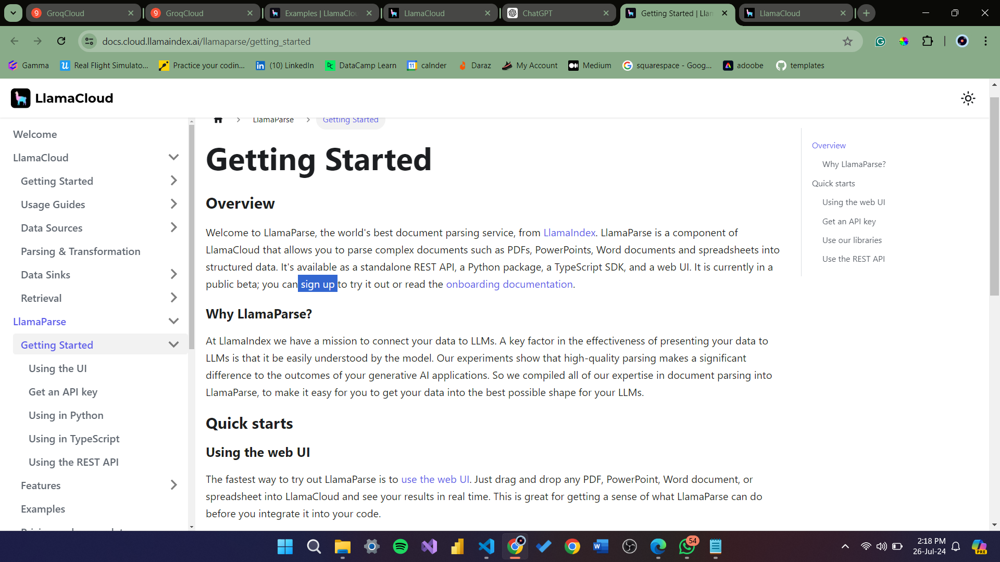 GroqCloud
GroqCloud
Examples | LlamaClou
LlamaCloud
ChatGPT
Getting Started | Llam
LlamaCloud
docs.cloud.llamaindex.ai/llamaparse/getting_started
Gamma
Real Flight Simulato...
Practice your codin...
(10) LinkedIn
DataCamp Learn
calnder
Daraz
My Account
Medium
squarespace - Goog...
adoobe
templates
LlamaCloud
Welcome
LlamaCloud
Getting Started
Usage Guides
Data Sources
Parsing & Transformation
Data Sinks
Retrieval
LlamaParse
Getting Started
Using the UI
Get an API key
Using in Python
Using in TypeScript
Using the REST API
Features
Examples
LlamaParse
Getting Started
Getting Started
Overview
Welcome to LlamaParse, the world's best document parsing service, from LlamaIndex. LlamaParse is a component of
LlamaCloud that allows you to parse complex documents such as PDFs, PowerPoints, Word documents and spreadsheets into
structured data. It's available as a standalone REST API, a Python package, a TypeScript SDK, and a web UI. It is currently in a
public beta; you can sign up to try it out or read the onboarding documentation.
Why LlamaParse?
At LlamaIndex we have a mission to connect your data to LLMs. A key factor in the effectiveness of presenting your data to
LLMs is that it be easily understood by the model. Our experiments show that high-quality parsing makes a significant
difference to the outcomes of your generative AI applications. So we compiled all of our expertise in document parsing into
LlamaParse, to make it easy for you to get your data into the best possible shape for your LLMs.
Quick starts
Using the web UI
The fastest way to try out LlamaParse is to use the web UI. Just drag and drop any PDF, PowerPoint, Word document, or
spreadsheet into LlamaCloud and see your results in real time. This is great for getting a sense of what LlamaParse can do
before you integrate it into your code.
Overview
Why LlamaParse?
Quick starts
Using the web UI
Get an API key
Use our libraries
Use the REST API
54
2:18 PM
26-Jul-24
PRE